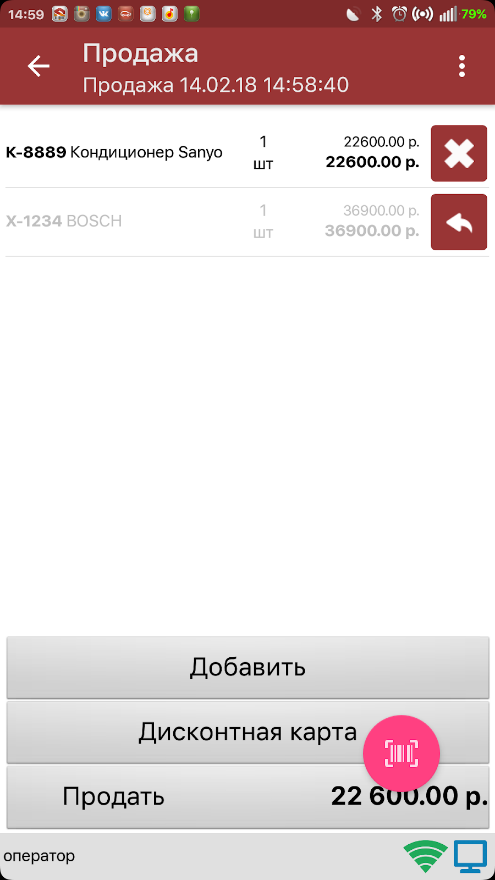 14:59 79%
Продажа
Продажа 14.02.18 14:58:40
К-8889 Кондиционер Sanyo 1 шт 22600.00 р. 22600.00 р.
Х-1234 BOSCH 1 шт 36900.00 р. 36900.00 р.
Добавить
Дисконтная карта
Продать 22 600.00 р.
оператор